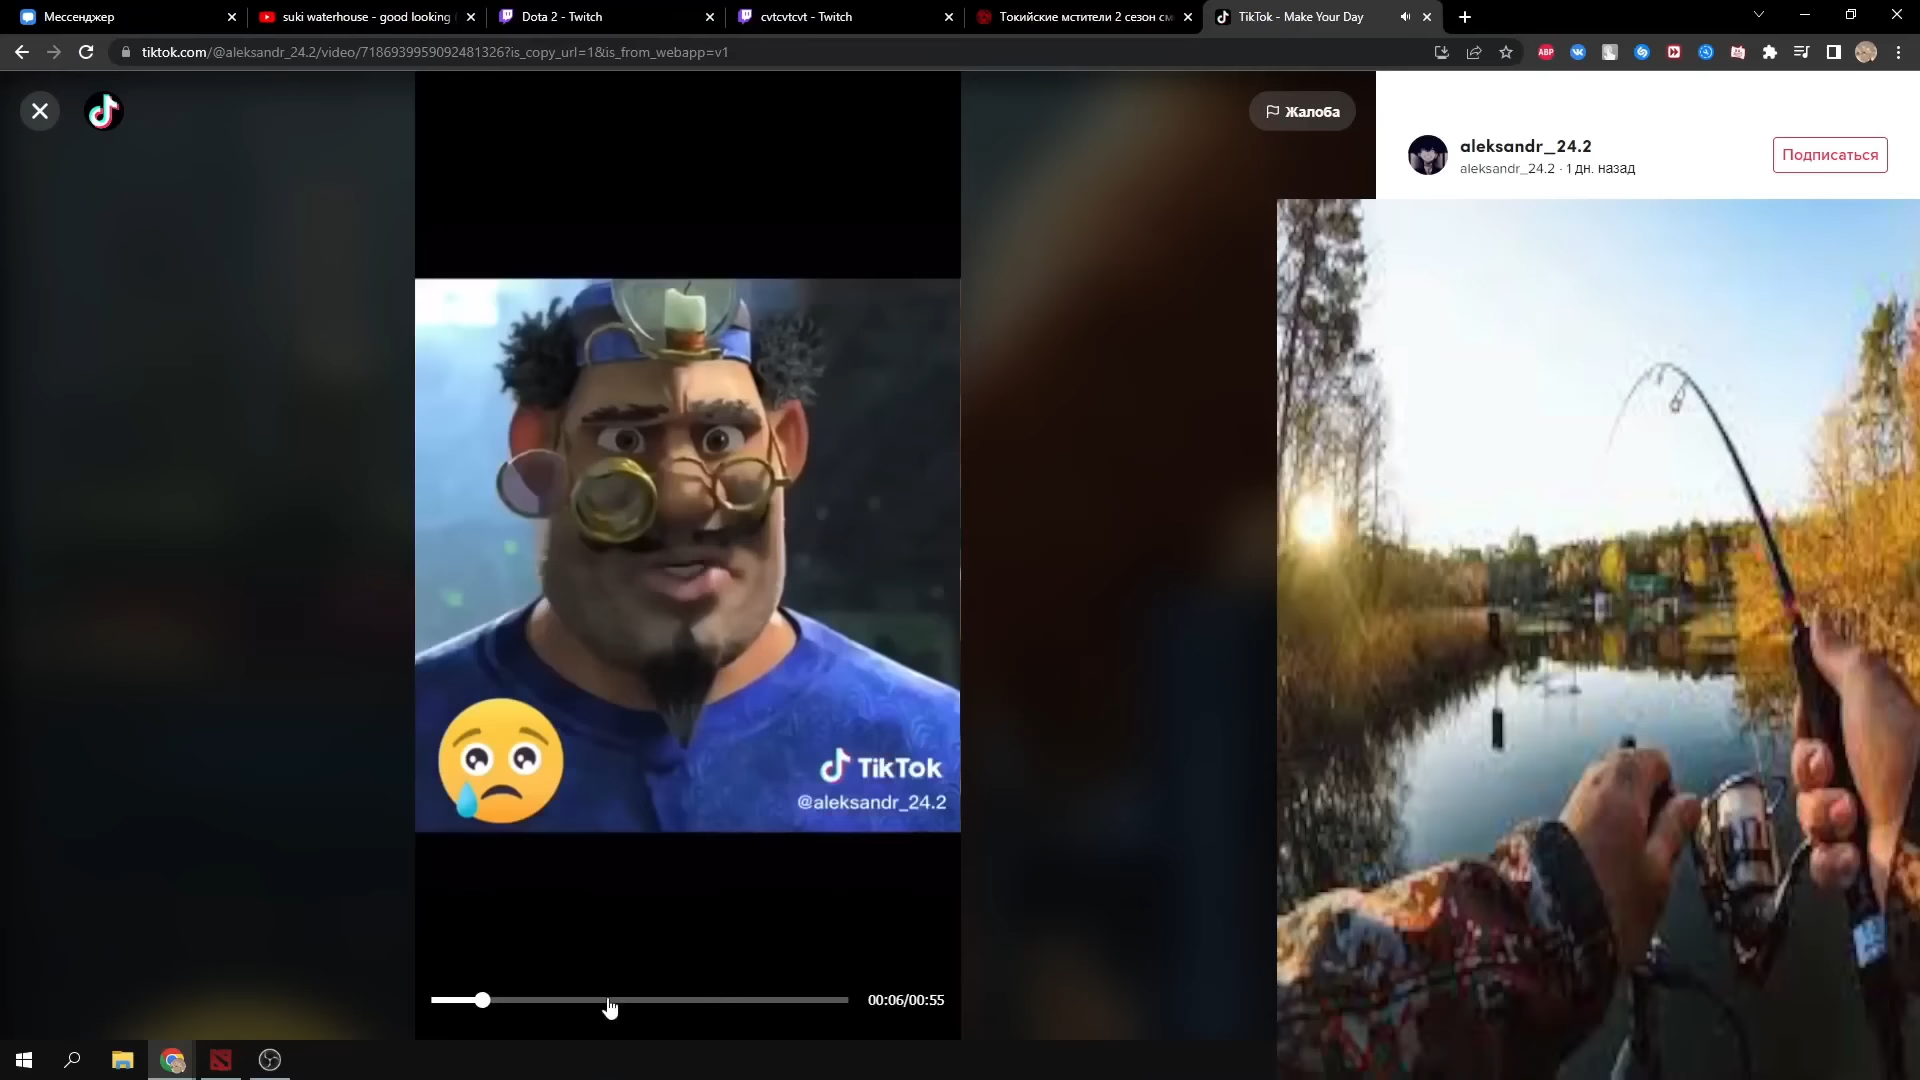 Мессенджер
suki waterhouse - good looking
Dota 2 - Twitch
cvtcvtcvt - Twitch
Токийские мстители 2 сезон см
TikTok - Make Your Day
tiktok.com/@aleksandr_24.2/video/7186939959092481326?is_copy_url=1&is_from_webapp=v1
ABP
Жалоба
aleksandr_24.2
aleksandr_24.2 · 1 дн. назад
Подписаться
TikTok
@aleksandr_24.2
00:06/00:55